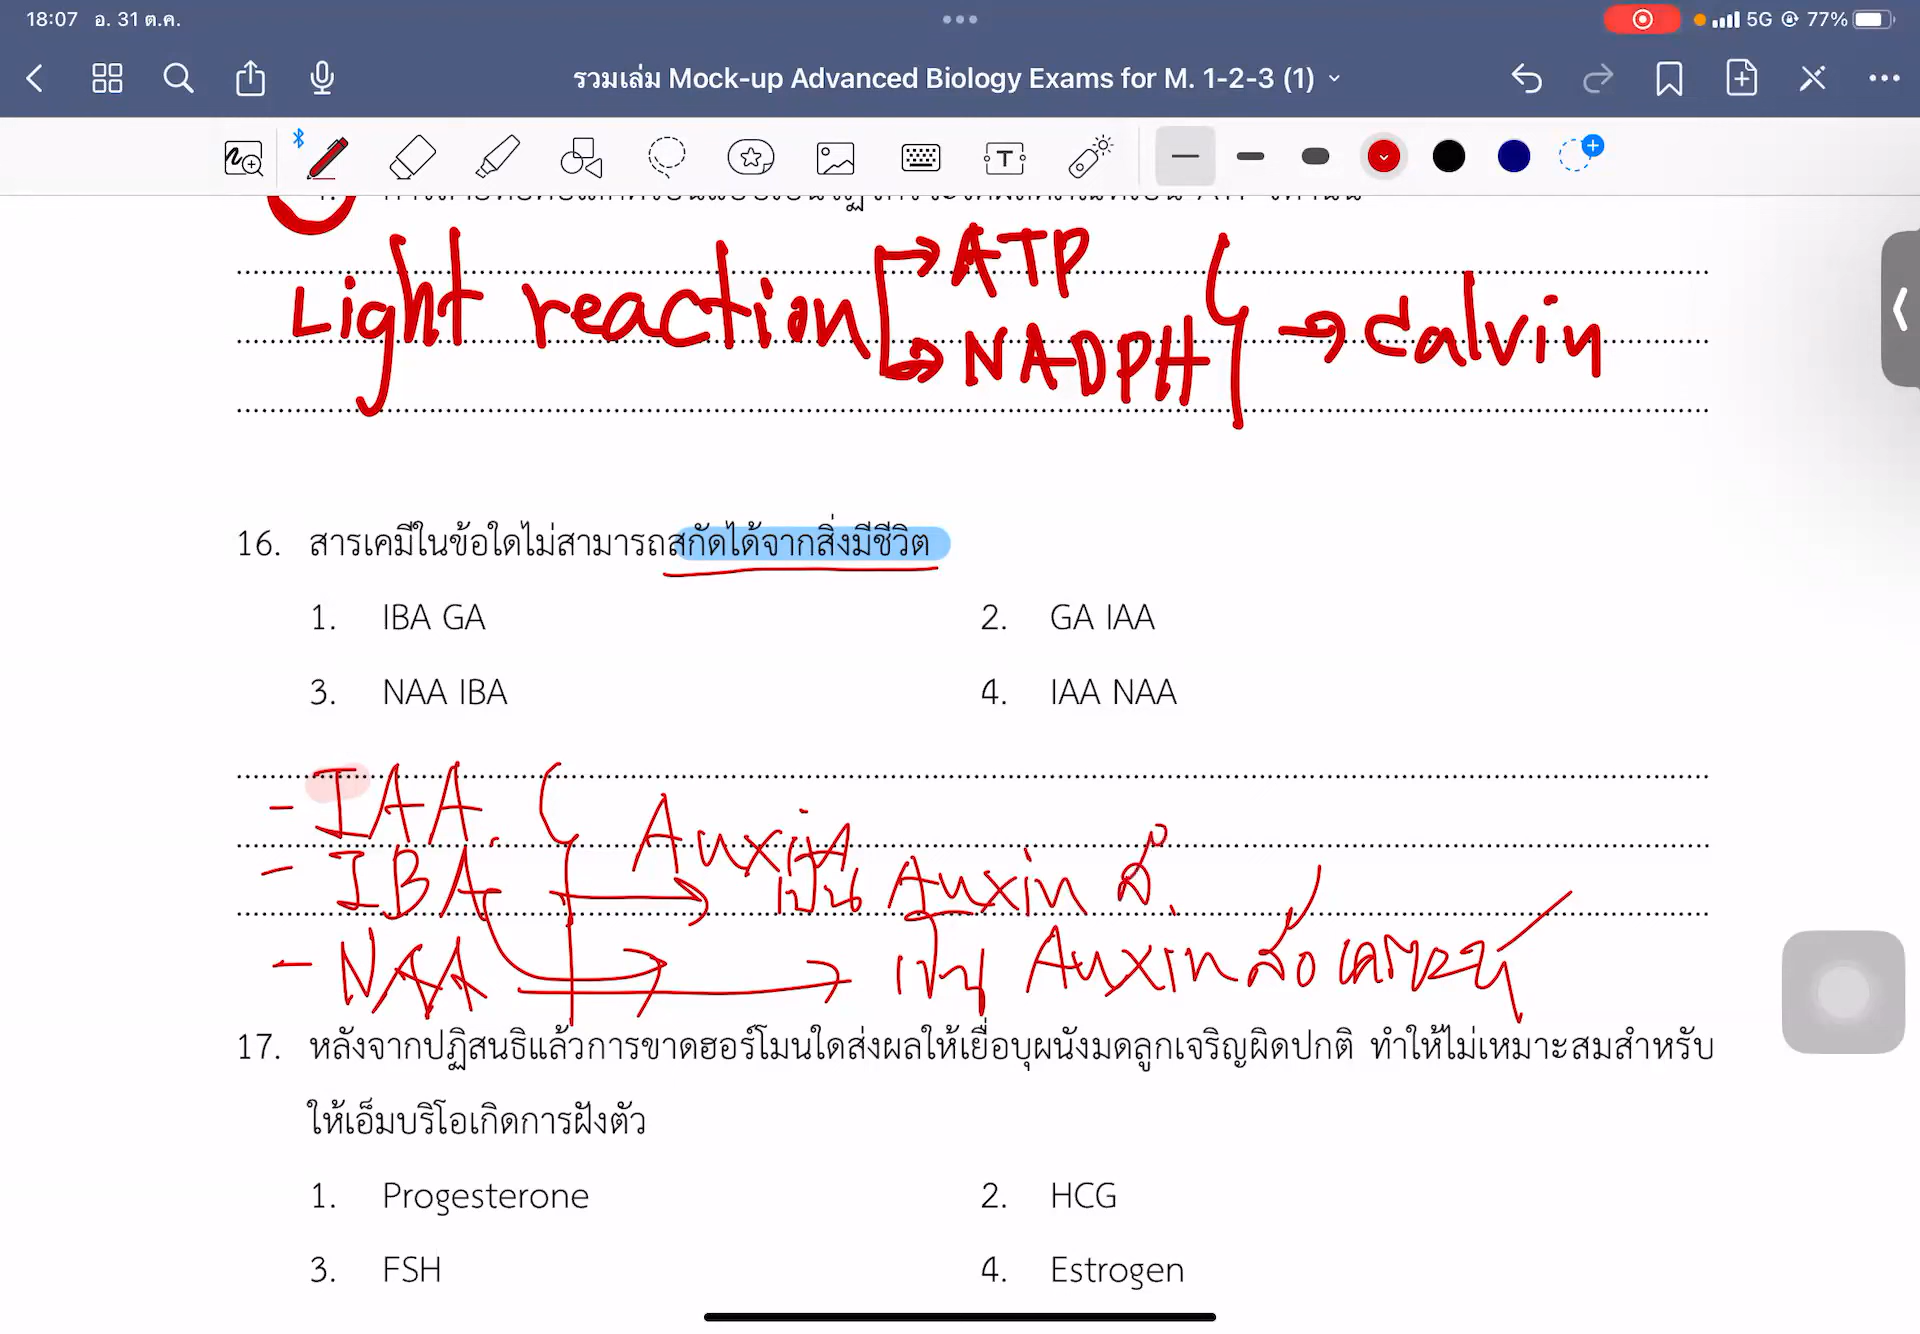 18:07 อ. 31 ต.ค.
5G 77%
รวมเล่ม Mock-up Advanced Biology Exams for M. 1-2-3 (1)
Light reaction ATP
NADPH → calvin
16. สารเคมีในข้อใดไม่สามารถสกัดได้จากสิ่งมีชีวิต
1. IBA GA
2. GA IAA
3. NAA IBA
4. IAA NAA
- IAA Auxin
- IBA เป็น Auxin สั
- NAA → เป็น Auxin สังเคราะห์
17. หลังจากปฏิสนธิแล้วการขาดฮอร์โมนใดส่งผลให้เยื่อบุผนังมดลูกเจริญผิดปกติ ทำให้ไม่เหมาะสมสำหรับ
ให้เอ็มบริโอเกิดการฝังตัว
1. Progesterone
2. HCG
3. FSH
4. Estrogen